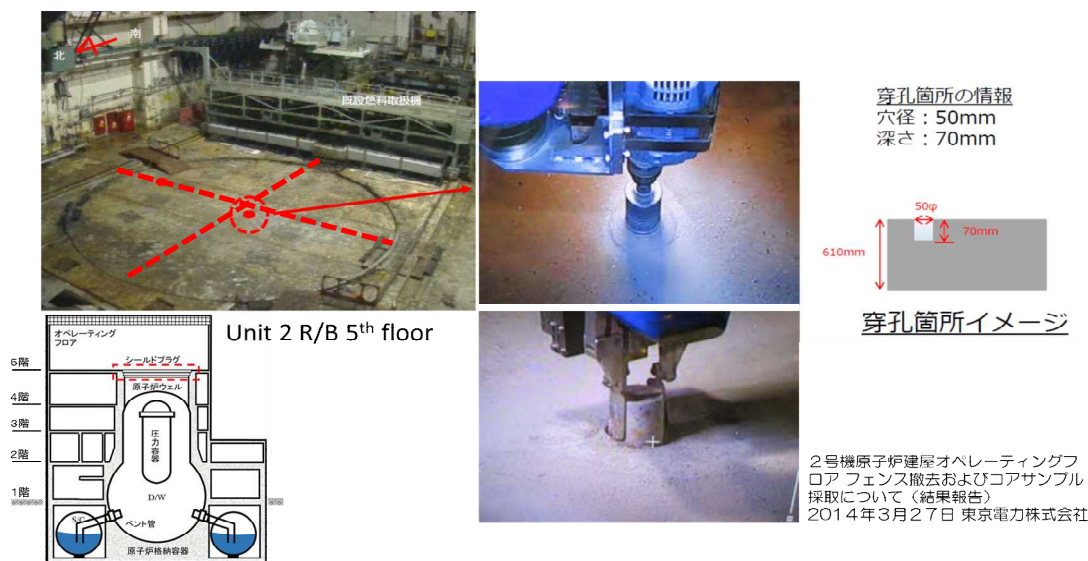 南
北
既設燃料取扱機
穿孔箇所の情報
穴径：50mm
深さ：70mm
50φ
70mm
610mm
穿孔箇所イメージ
Unit 2 R/B 5th floor
オペレーティング
フロア
シールドプラグ
5階
原子炉ウェル
4階
3階
圧力容器
2階
1階
D/W
S/C
ベント管
原子炉格納容器
２号機原子炉建屋オペレーティングフ
ロア フェンス撤去およびコアサンプル
採取について（結果報告）
2014年3月27日 東京電力株式会社